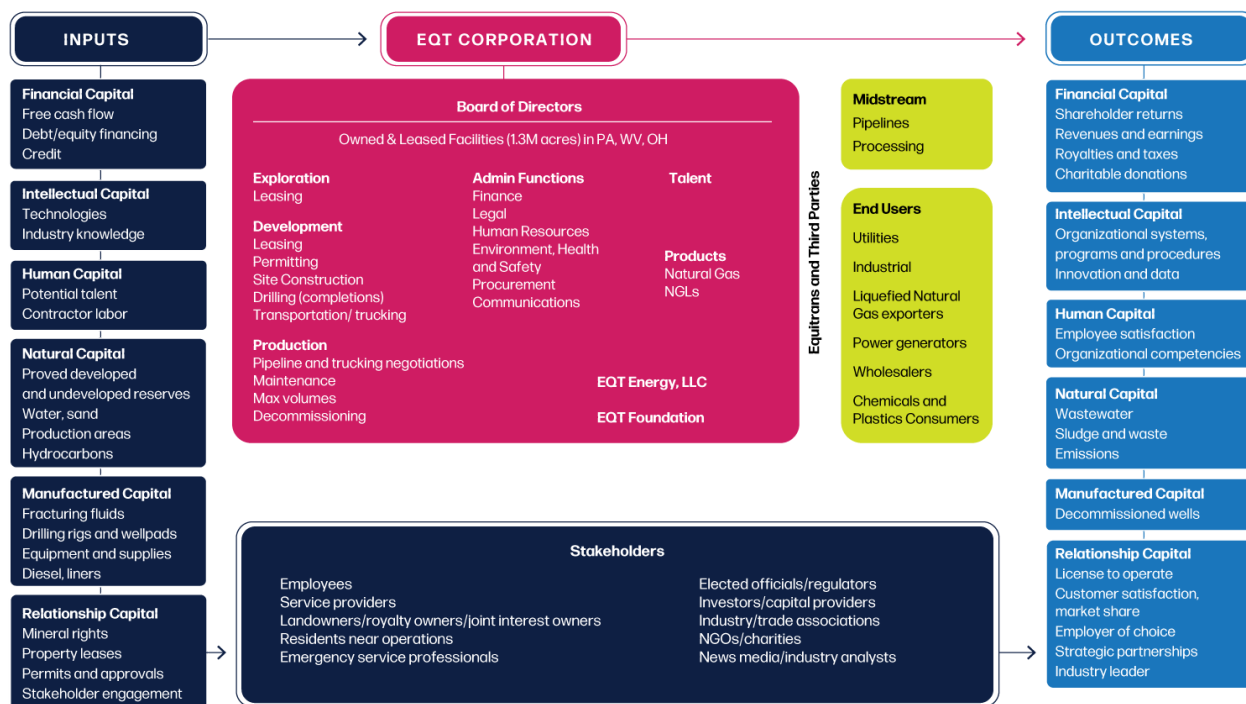 INPUTS
EQT CORPORATION
OUTCOMES
Financial Capital
Free cash flow
Debt/equity financing
Credit
Intellectual Capital
Technologies
Industry knowledge
Human Capital
Potential talent
Contractor labor
Natural Capital
Proved developed
and undeveloped reserves
Water, sand
Production areas
Hydrocarbons
Manufactured Capital
Fracturing fluids
Drilling rigs and wellpads
Equipment and supplies
Diesel, liners
Relationship Capital
Mineral rights
Property leases
Permits and approvals
Stakeholder engagement
Board of Directors
Owned & Leased Facilities (1.3M acres) in PA, WV, OH
Exploration
Leasing
Development
Leasing
Permitting
Site Construction
Drilling (completions)
Transportation/ trucking
Production
Pipeline and trucking negotiations
Maintenance
Max volumes
Decommissioning
Admin Functions
Finance
Legal
Human Resources
Environment, Health
and Safety
Procurement
Communications
Talent
Products
Natural Gas
NGLs
EQT Energy, LLC
EQT Foundation
Equitrans and Third Parties
Midstream
Pipelines
Processing
End Users
Utilities
Industrial
Liquefied Natural
Gas exporters
Power generators
Wholesalers
Chemicals and
Plastics Consumers
Stakeholders
Employees
Service providers
Landowners/royalty owners/joint interest owners
Residents near operations
Emergency service professionals
Elected officials/regulators
Investors/capital providers
Industry/trade associations
NGOs/charities
News media/industry analysts
Financial Capital
Shareholder returns
Revenues and earnings
Royalties and taxes
Charitable donations
Intellectual Capital
Organizational systems,
programs and procedures
Innovation and data
Human Capital
Employee satisfaction
Organizational competencies
Natural Capital
Wastewater
Sludge and waste
Emissions
Manufactured Capital
Decommissioned wells
Relationship Capital
License to operate
Customer satisfaction,
market share
Employer of choice
Strategic partnerships
Industry leader